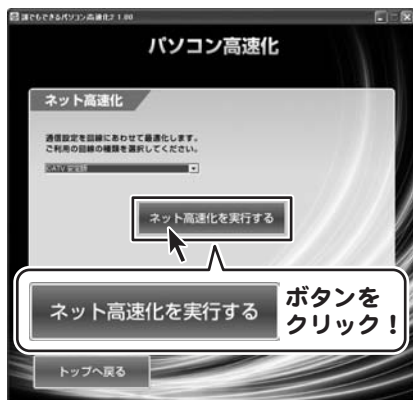 誰でもできるパソコン高速化2 1.00
パソコン高速化
ネット高速化
通信設定を回線にあわせて最適化します。
ご利用の回線の種類を選択してください。
CATV 安定版
ネット高速化を実行する
ネット高速化を実行する
ボタンを
クリック！
トップへ戻る